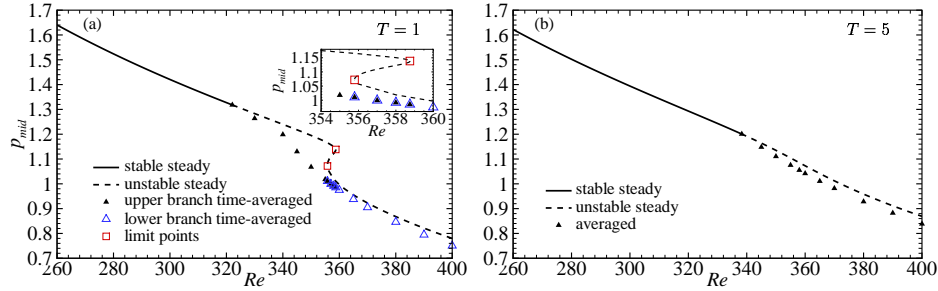 (a)
T = 1
1.7
1.6
1.5
1.4
1.3
1.2
1.1
1
0.9
0.8
0.7
p_mid
260
280
300
320
340
360
380
400
Re
1.15
1.1
1.05
1
p_mid
354
356
358
360
Re
stable steady
unstable steady
upper branch time-averaged
lower branch time-averaged
limit points
(b)
T = 5
1.7
1.6
1.5
1.4
1.3
1.2
1.1
1
0.9
0.8
0.7
260
280
300
320
340
360
380
400
Re
stable steady
unstable steady
averaged